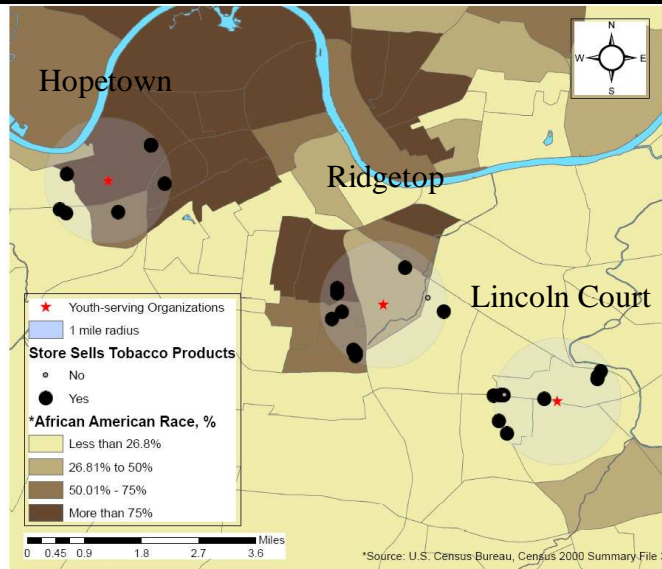 N
W E
S
Hopetown
Ridgetop
Lincoln Court
Youth-serving Organizations
1 mile radius
Store Sells Tobacco Products
No
Yes
*African American Race, %
Less than 26.8%
26.81% to 50%
50.01% - 75%
More than 75%
Miles
0 0.45 0.9 1.8 2.7 3.6
*Source: U.S. Census Bureau, Census 2000 Summary File 3